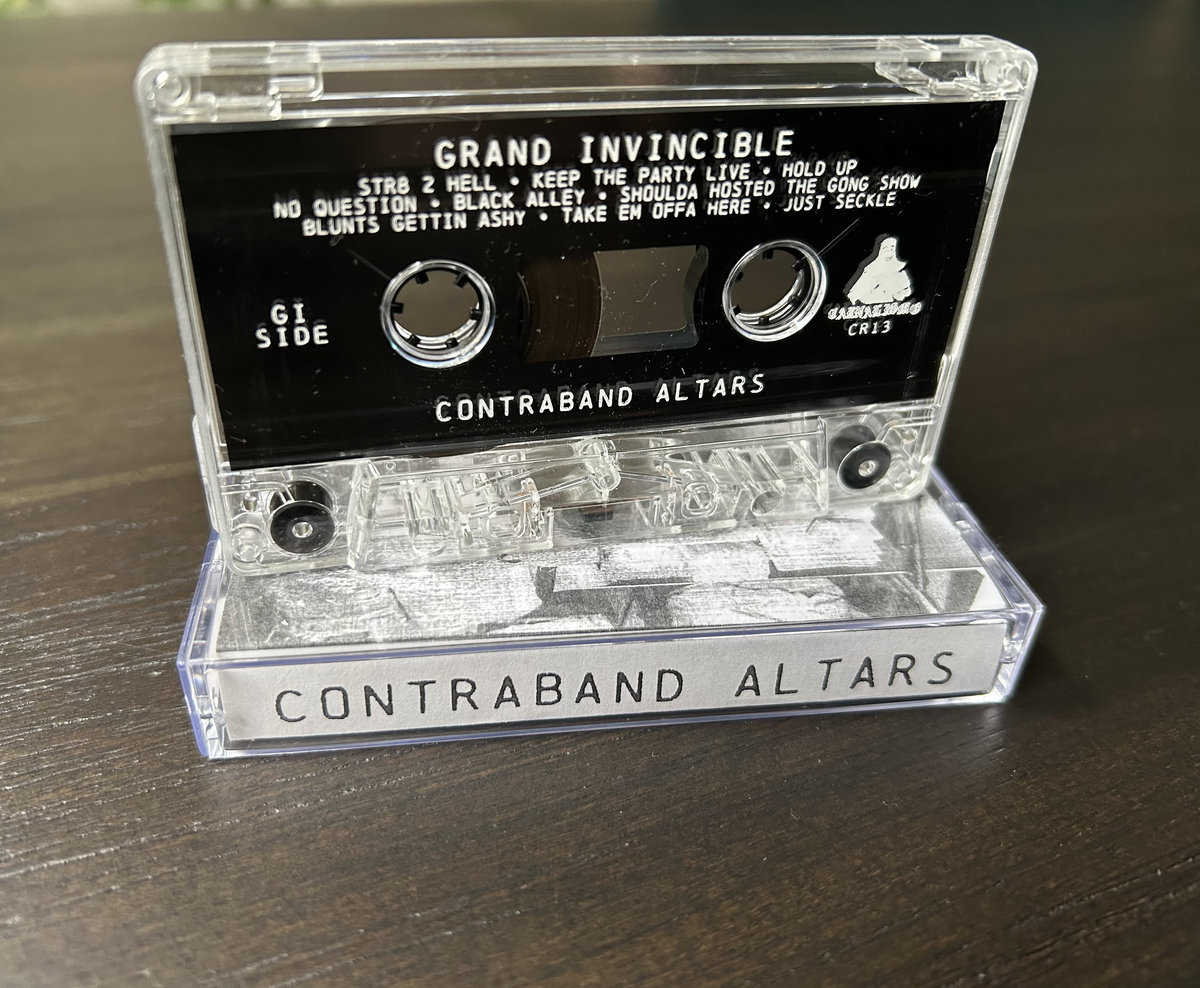 GRAND INVINCIBLE
STR8 2 HELL • KEEP THE PARTY LIVE • HOLD UP
NO QUESTION • BLACK ALLEY • SHOULDA HOSTED THE GONG SHOW
BLUNTS GETTIN ASHY • TAKE EM OFFA HERE • JUST SECKLE
GI
SIDE
CR13
CONTRABAND ALTARS
CONTRABAND ALTARS